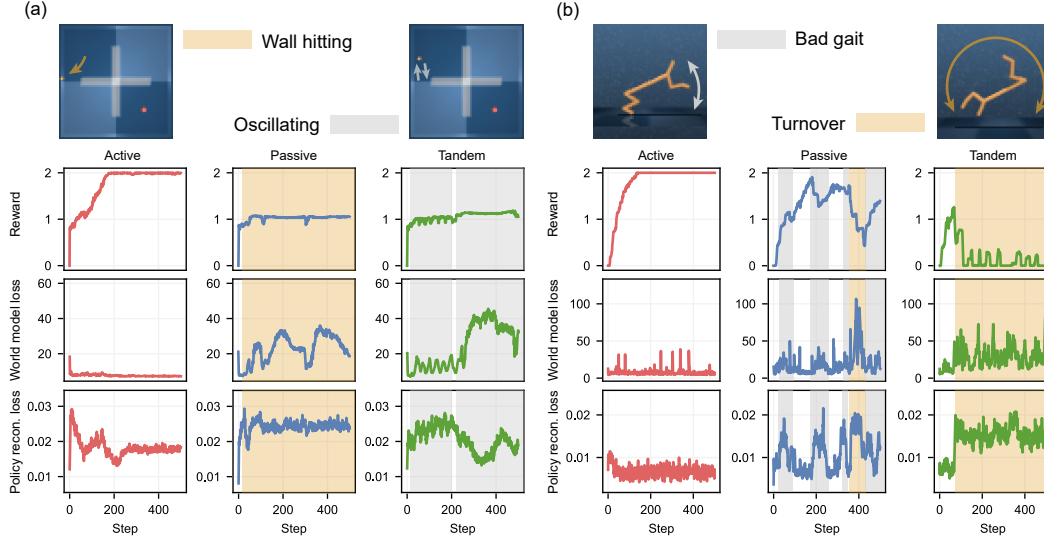 (a)
Wall hitting
Oscillating
Active
Passive
Tandem
Reward
2
1
0
2
1
0
2
1
0
World model loss
60
40
20
60
40
20
60
40
20
Policy recon. loss
0.03
0.02
0.01
0.03
0.02
0.01
0.03
0.02
0.01
0
200
400
0
200
400
0
200
400
Step
Step
Step
(b)
Bad gait
Turnover
Active
Passive
Tandem
Reward
2
1
0
2
1
0
2
1
0
World model loss
100
50
0
100
50
0
100
50
0
Policy recon. loss
0.02
0.01
0.02
0.01
0.02
0.01
0
200
400
0
200
400
0
200
400
Step
Step
Step